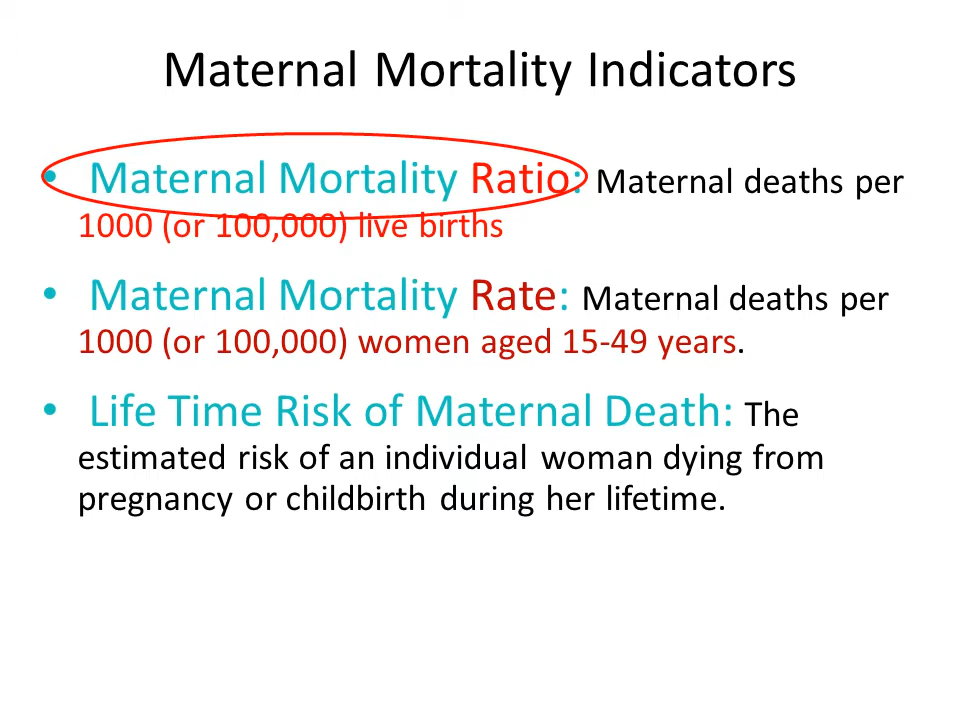 Maternal Mortality Indicators
• Maternal Mortality Ratio: Maternal deaths per
1000 (or 100,000) live births
• Maternal Mortality Rate: Maternal deaths per
1000 (or 100,000) women aged 15-49 years.
• Life Time Risk of Maternal Death: The
estimated risk of an individual woman dying from
pregnancy or childbirth during her lifetime.